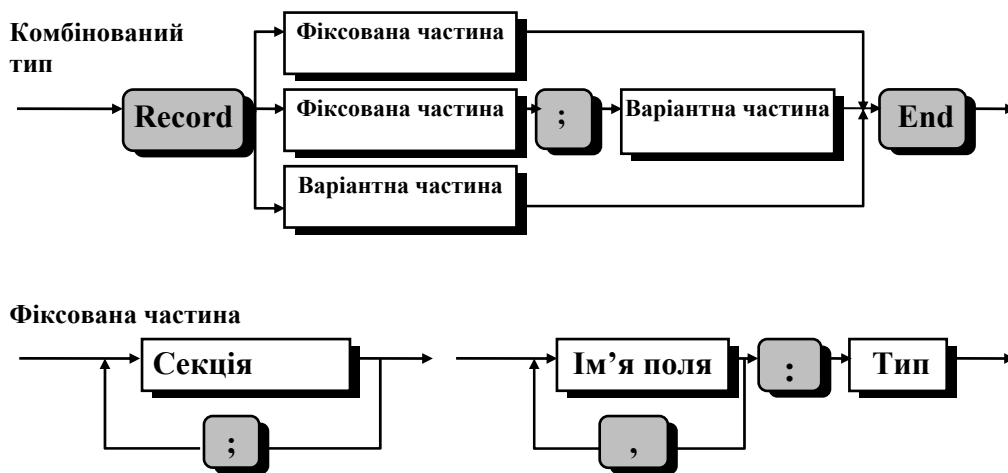 Комбінований
тип
Фіксована частина
Record
Фіксована частина
;
Варіантна частина
End
Варіантна частина
Фіксована частина
Секція
;
Ім’я поля
:
Тип
,